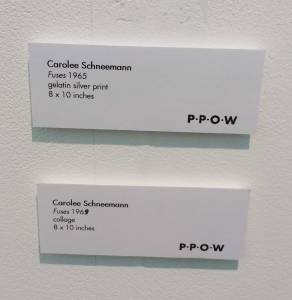 Carolee Schneemann
Fuses 1965
gelatin silver print
8 x 10 inches
P·P·O·W
Carolee Schneemann
Fuses 1969
collage
8 x 10 inches
P·P·O·W